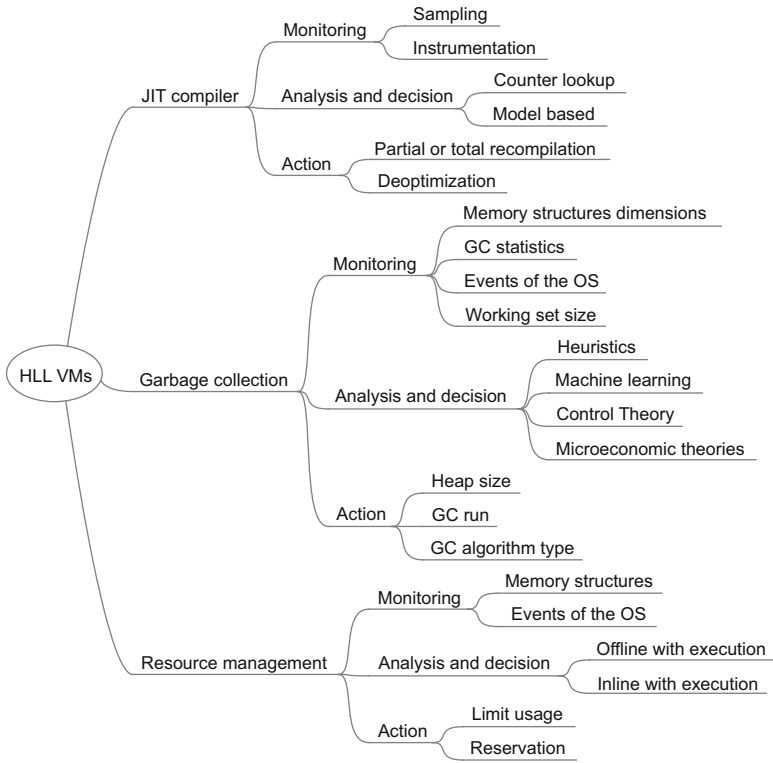 HLL VMs
JIT compiler
Monitoring
Sampling
Instrumentation
Analysis and decision
Counter lookup
Model based
Action
Partial or total recompilation
Deoptimization
Garbage collection
Monitoring
Memory structures dimensions
GC statistics
Events of the OS
Working set size
Analysis and decision
Heuristics
Machine learning
Control Theory
Microeconomic theories
Action
Heap size
GC run
GC algorithm type
Resource management
Monitoring
Memory structures
Events of the OS
Analysis and decision
Offline with execution
Inline with execution
Action
Limit usage
Reservation